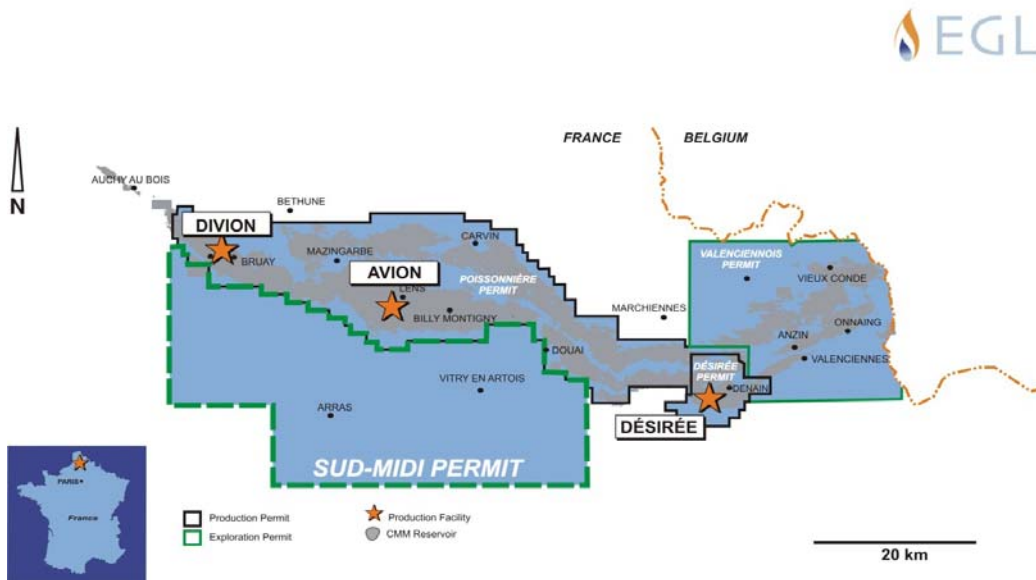 EGL
FRANCE
BELGIUM
AUCHY AU BOIS
N
BETHUNE
DIVION
BRUAY
MAZINGARBE
CARVIN
AVION
LENS
BILLY MONTIGNY
POISSONNIÉRE
PERMIT
VALENCIENNOIS
PERMIT
VIEUX CONDE
MARCHIENNES
ONNAING
ANZIN
VALENCIENNES
DOUAI
DÉSIRÉE
PERMIT
DENAIN
VITRY EN ARTOIS
ARRAS
DÉSIRÉE
SUD-MIDI PERMIT
PARIS
France
Production Permit
Exploration Permit
Production Facility
CMM Reservoir
20 km